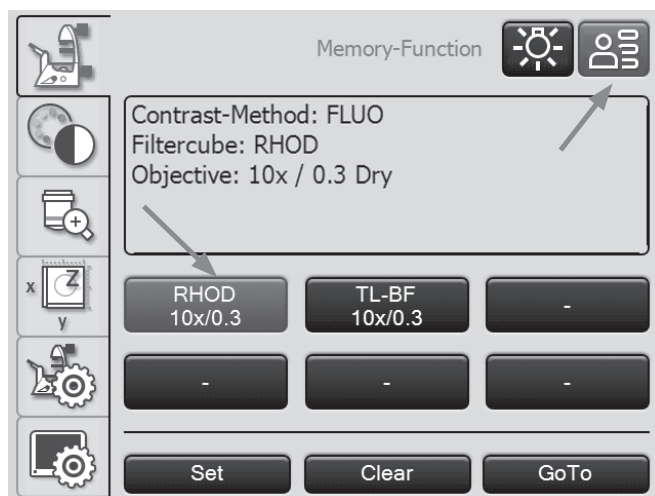 Memory-Function
Contrast-Method: FLUO
Filtercube: RHOD
Objective: 10x / 0.3 Dry
x Z
y
RHOD
10x/0.3
TL-BF
10x/0.3
-
-
-
-
Set
Clear
GoTo